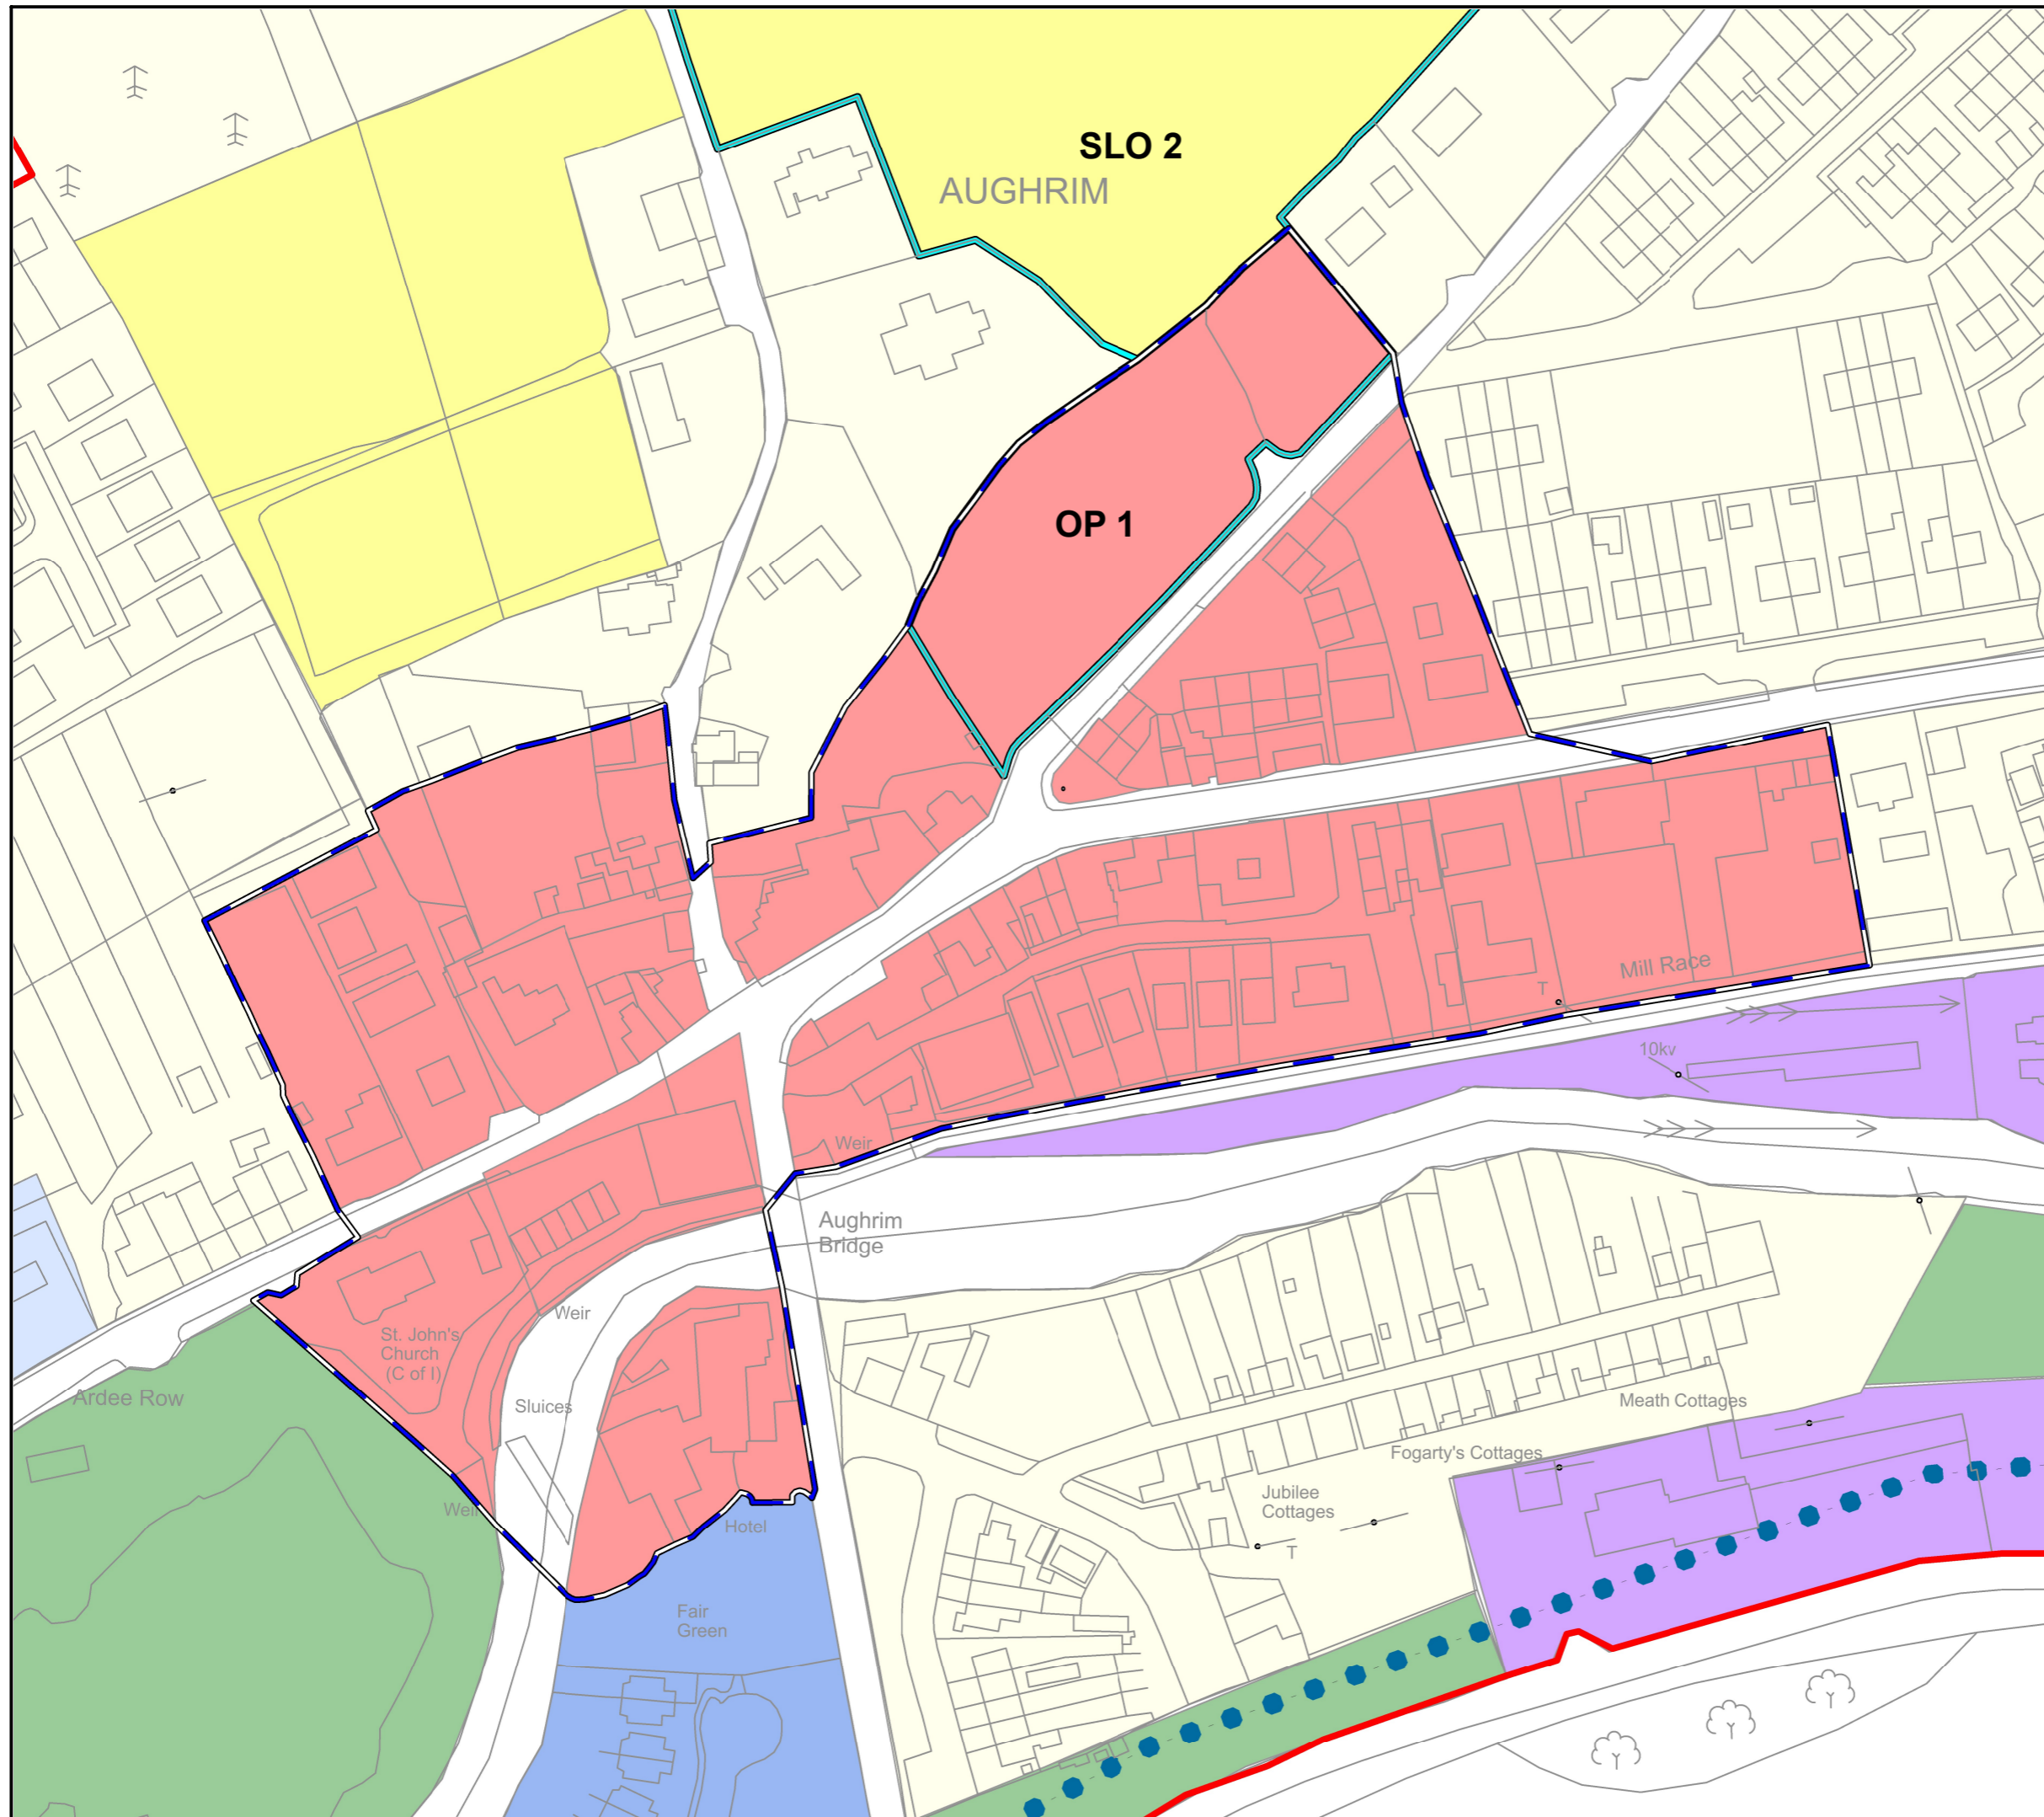 SLO 2
AUGHRIM
OP 1
Mill Race
T
10kv
Weir
Aughrim
Bridge
Weir
St. John's
Church
(C of I)
Ardee Row
Sluices
Meath Cottages
Fogarty's Cottages
Jubilee
Cottages
T
Weir
Hotel
Fair
Green